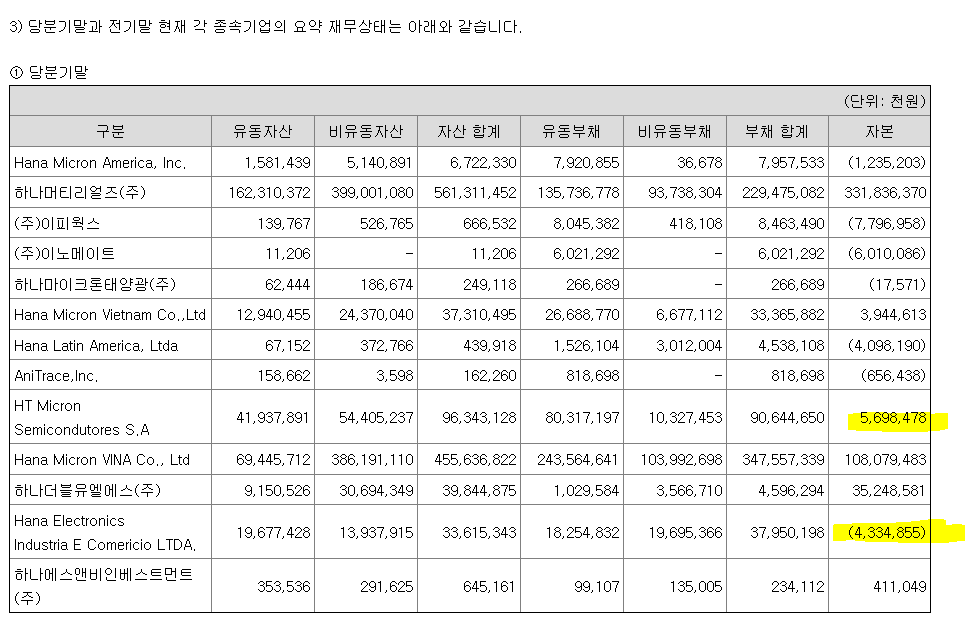 3) 당분기말과 전기말 현재 각 종속기업의 요약 재무상태는 아래와 같습니다.
① 당분기말
(단위: 천원)
구분 유동자산 비유동자산 자산 합계 유동부채 비유동부채 부채 합계 자본
Hana Micron America, Inc. 1,581,439 5,140,891 6,722,330 7,920,855 36,678 7,957,533 (1,235,203)
하나머티리얼즈(주) 162,310,372 399,001,080 561,311,452 135,736,778 93,738,304 229,475,082 331,836,370
(주)이피웍스 139,767 526,765 666,532 8,045,382 418,108 8,463,490 (7,796,958)
(주)이노메이트 11,206 - 11,206 6,021,292 - 6,021,292 (6,010,086)
하나마이크론태양광(주) 62,444 186,674 249,118 266,689 - 266,689 (17,571)
Hana Micron Vietnam Co.,Ltd 12,940,455 24,370,040 37,310,495 26,688,770 6,677,112 33,365,882 3,944,613
Hana Latin America, Ltda 67,152 372,766 439,918 1,526,104 3,012,004 4,538,108 (4,098,190)
AniTrace,Inc. 158,662 3,598 162,260 818,698 - 818,698 (656,438)
HT Micron
Semicondutores S.A 41,937,891 54,405,237 96,343,128 80,317,197 10,327,453 90,644,650 5,698,478
Hana Micron VINA Co., Ltd 69,445,712 386,191,110 455,636,822 243,564,641 103,992,698 347,557,339 108,079,483
하나더블유엘에스(주) 9,150,526 30,694,349 39,844,875 1,029,584 3,566,710 4,596,294 35,248,581
Hana Electronics
Industria E Comericio LTDA. 19,677,428 13,937,915 33,615,343 18,254,832 19,695,366 37,950,198 (4,334,855)
하나에스앤비인베스트먼트
(주) 353,536 291,625 645,161 99,107 135,005 234,112 411,049